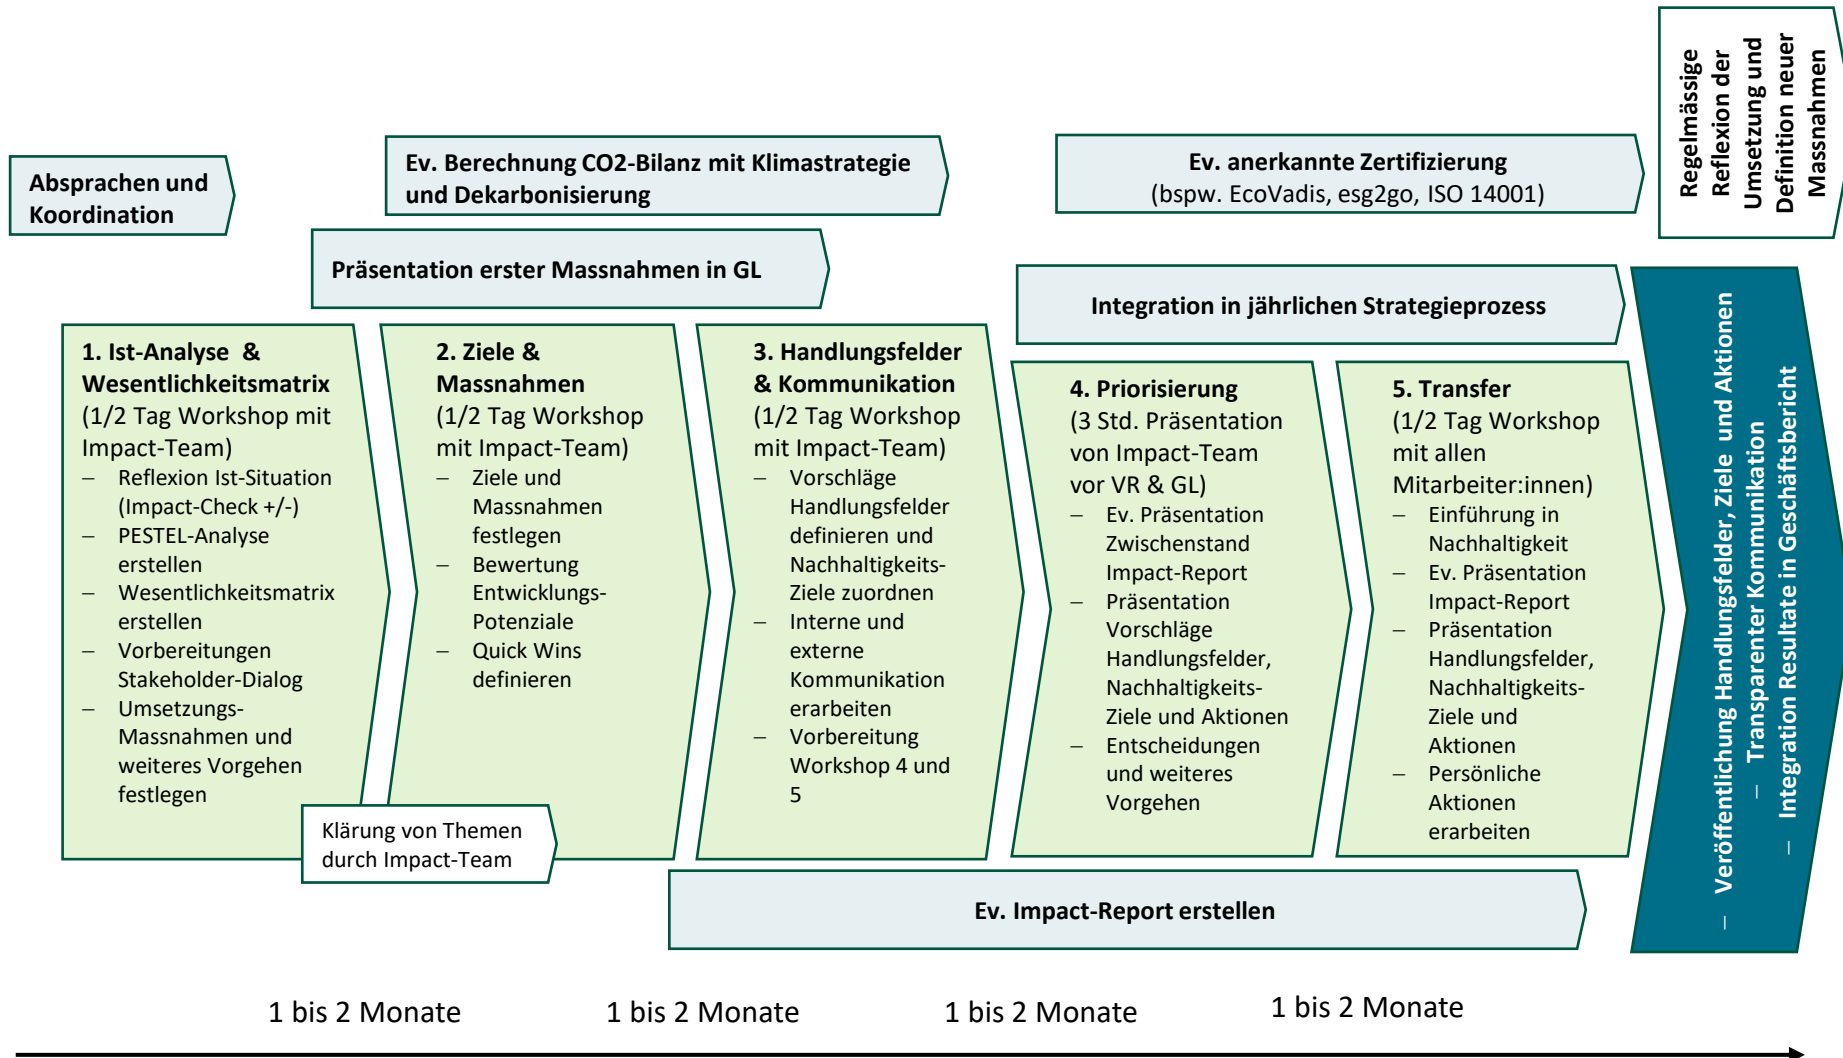 Regelmässige
Reflexion der
Umsetzung und
Definition neuer
Massnahmen
Absprachen und
Koordination
Ev. Berechnung CO2-Bilanz mit Klimastrategie
und Dekarbonisierung
Ev. anerkannte Zertifizierung
(bspw. EcoVadis, esg2go, ISO 14001)
Präsentation erster Massnahmen in GL
Integration in jährlichen Strategieprozess
1. Ist-Analyse &
Wesentlichkeitsmatrix
(1/2 Tag Workshop mit
Impact-Team)
– Reflexion Ist-Situation
(Impact-Check +/-)
– PESTEL-Analyse
erstellen
– Wesentlichkeitsmatrix
erstellen
– Vorbereitungen
Stakeholder-Dialog
– Umsetzungs-
Massnahmen und
weiteres Vorgehen
festlegen
2. Ziele &
Massnahmen
(1/2 Tag Workshop
mit Impact-Team)
– Ziele und
Massnahmen
festlegen
– Bewertung
Entwicklungs-
Potenziale
– Quick Wins
definieren
Klärung von Themen
durch Impact-Team
3. Handlungsfelder
& Kommunikation
(1/2 Tag Workshop
mit Impact-Team)
– Vorschläge
Handlungsfelder
definieren und
Nachhaltigkeits-
Ziele zuordnen
– Interne und
externe
Kommunikation
erarbeiten
– Vorbereitung
Workshop 4 und
5
4. Priorisierung
(3 Std. Präsentation
von Impact-Team
vor VR & GL)
– Ev. Präsentation
Zwischenstand
Impact-Report
– Präsentation
Vorschläge
Handlungsfelder,
Nachhaltigkeits-
Ziele und Aktionen
– Entscheidungen
und weiteres
Vorgehen
5. Transfer
(1/2 Tag Workshop
mit allen
Mitarbeiter:innen)
– Einführung in
Nachhaltigkeit
– Ev. Präsentation
Impact-Report
– Präsentation
Handlungsfelder,
Nachhaltigkeits-
Ziele und
Aktionen
– Persönliche
Aktionen
erarbeiten
– Veröffentlichung Handlungsfelder, Ziele und Aktionen
– Transparenter Kommunikation
– Integration Resultate in Geschäftsbericht
Ev. Impact-Report erstellen
1 bis 2 Monate
1 bis 2 Monate
1 bis 2 Monate
1 bis 2 Monate